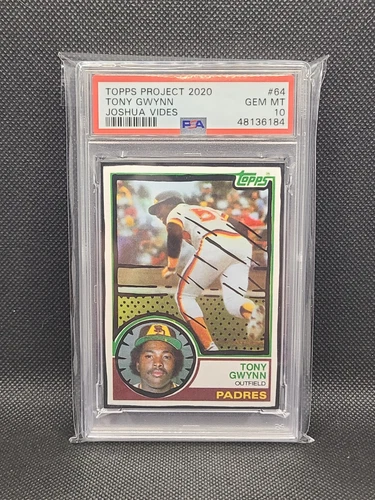 TOPPS PROJECT 2020 #64
TONY GWYNN GEM MT
JOSHUA VIDES PSA 10
48136184
Topps
TONY
GWYNN
OUTFIELD
PADRES